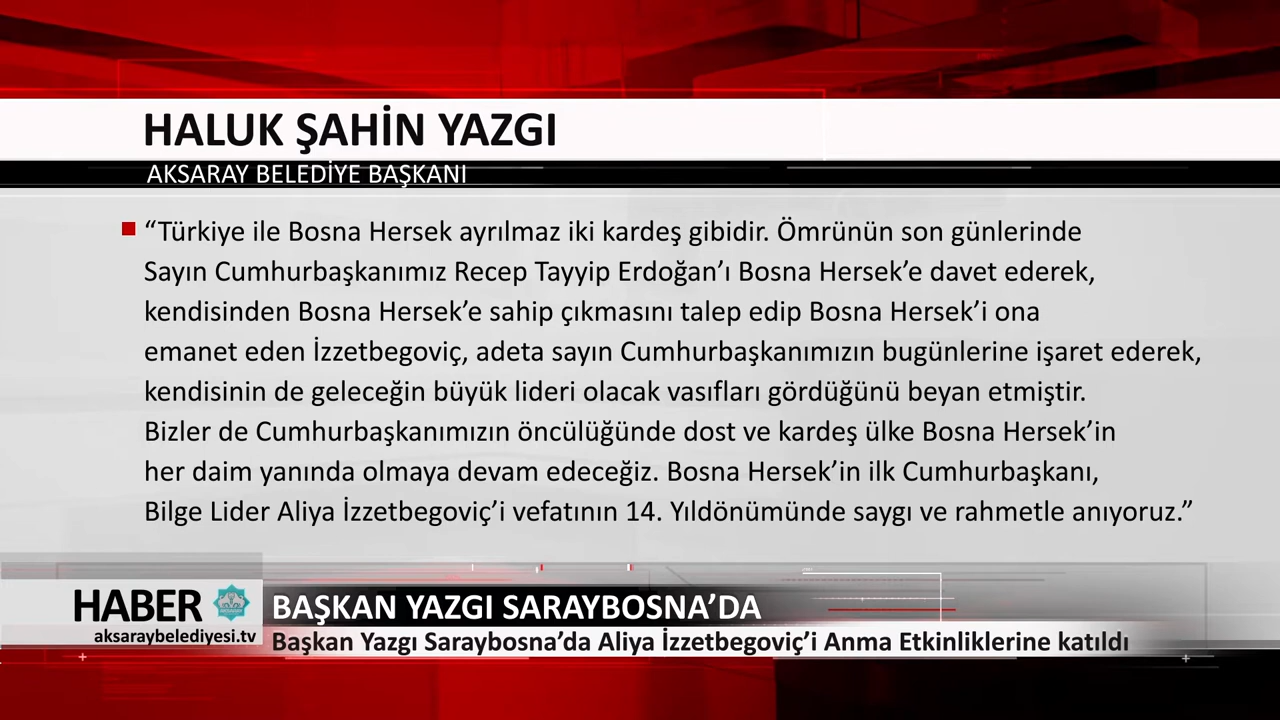 HALUK ŞAHİN YAZGI
AKSARAY BELEDİYE BAŞKANI
“Türkiye ile Bosna Hersek ayrılmaz iki kardeş gibidir. Ömrünün son günlerinde
Sayın Cumhurbaşkanımız Recep Tayyip Erdoğan’ı Bosna Hersek’e davet ederek,
kendisinden Bosna Hersek’e sahip çıkmasını talep edip Bosna Hersek’i ona
emanet eden İzzetbegoviç, adeta sayın Cumhurbaşkanımızın bugünlerine işaret ederek,
kendisinin de geleceğin büyük lideri olacak vasıfları gördüğünü beyan etmiştir.
Bizler de Cumhurbaşkanımızın öncülüğünde dost ve kardeş ülke Bosna Hersek’in
her daim yanında olmaya devam edeceğiz. Bosna Hersek’in ilk Cumhurbaşkanı,
Bilge Lider Aliya İzzetbegoviç’i vefatının 14. Yıldönümünde saygı ve rahmetle anıyoruz.”
HABER
aksaraybelediyesi.tv
BAŞKAN YAZGI SARAYBOSNA’DA
Başkan Yazgı Saraybosna’da Aliya İzzetbegoviç’i Anma Etkinliklerine katıldı